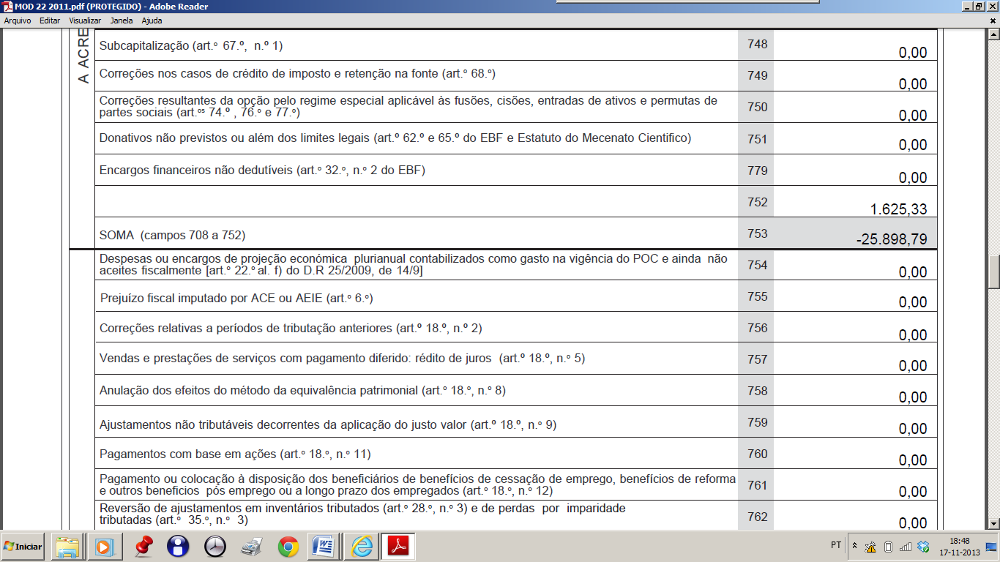 MOD 22 2011.pdf (PROTEGIDO) - Adobe Reader
Arquivo Editar Visualizar Janela Ajuda
A ACRE
Subcapitalização (art.º 67.º, n.º 1) 748 0,00
Correções nos casos de crédito de imposto e retenção na fonte (art.º 68.º) 749 0,00
Correções resultantes da opção pelo regime especial aplicável às fusões, cisões, entradas de ativos e permutas de
partes sociais (art.ºs 74.º , 76.º e 77.º) 750 0,00
Donativos não previstos ou além dos limites legais (art.º 62.º e 65.º do EBF e Estatuto do Mecenato Cientifico) 751 0,00
Encargos financeiros não dedutíveis (art.º 32.º, n.º 2 do EBF) 779 0,00
752 1.625,33
SOMA (campos 708 a 752) 753 -25.898,79
Despesas ou encargos de projeção económica plurianual contabilizados como gasto na vigência do POC e ainda não
aceites fiscalmente [art.º 22.º al. f) do D.R 25/2009, de 14/9] 754 0,00
Prejuízo fiscal imputado por ACE ou AEIE (art.º 6.º) 755 0,00
Correções relativas a períodos de tributação anteriores (art.º 18.º, n.º 2) 756 0,00
Vendas e prestações de serviços com pagamento diferido: rédito de juros (art.º 18.º, n.º 5) 757 0,00
Anulação dos efeitos do método da equivalência patrimonial (art.º 18.º, n.º 8) 758 0,00
Ajustamentos não tributáveis decorrentes da aplicação do justo valor (art.º 18.º, n.º 9) 759 0,00
Pagamentos com base em ações (art.º 18.º, n.º 11) 760 0,00
Pagamento ou colocação à disposição dos beneficiários de benefícios de cessação de emprego, benefícios de reforma
e outros beneficios pós emprego ou a longo prazo dos empregados (art.º 18.º, n.º 12) 761 0,00
Reversão de ajustamentos em inventários tributados (art.º 28.º, n.º 3) e de perdas por imparidade
tributadas (art.º 35.º, n.º 3) 762 0,00
Iniciar PT 18:48
17-11-2013